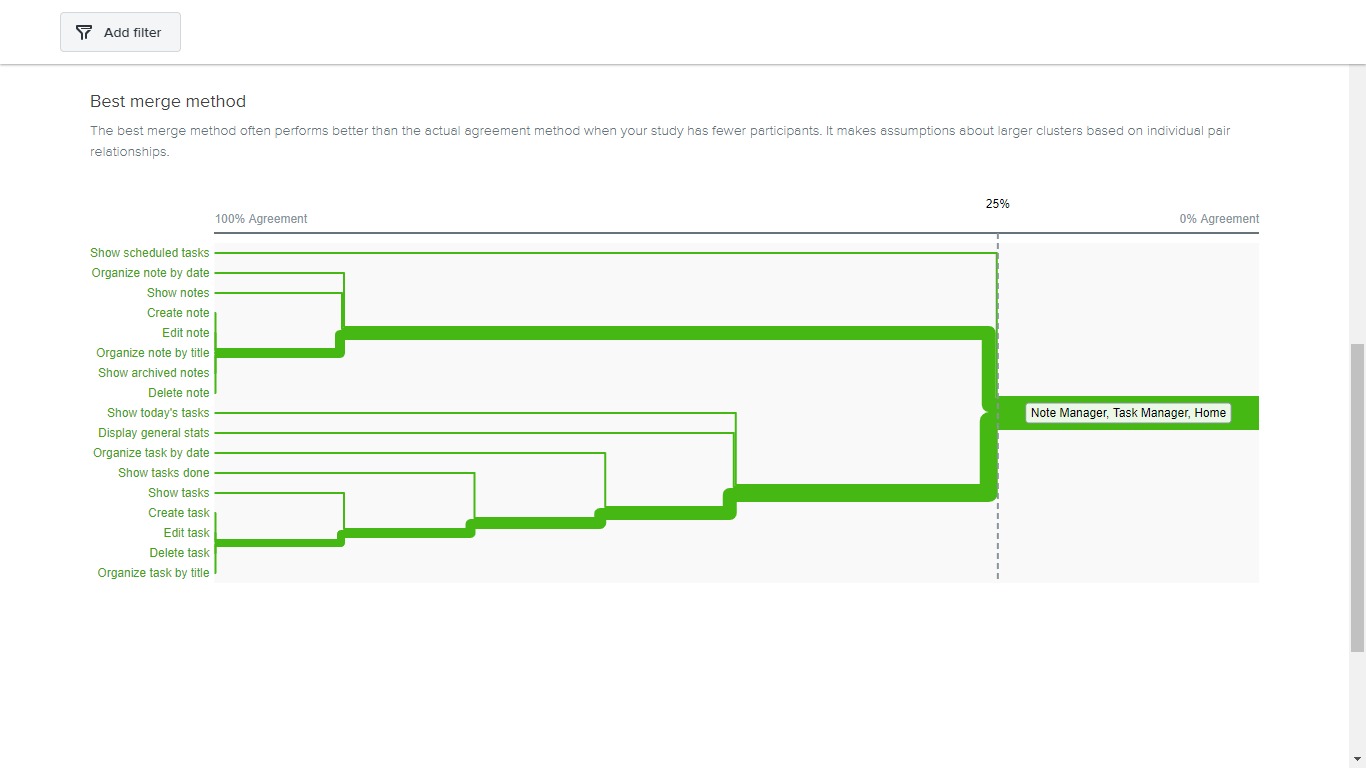 Add filter
Best merge method
The best merge method often performs better than the actual agreement method when your study has fewer participants. It makes assumptions about larger clusters based on individual pair
relationships.
25%
100% Agreement
0% Agreement
Show scheduled tasks
Organize note by date
Show notes
Create note
Edit note
Organize note by title
Show archived notes
Delete note
Show today's tasks
Note Manager, Task Manager, Home
Display general stats
Organize task by date
Show tasks done
Show tasks
Create task
Edit task
Delete task
Organize task by title